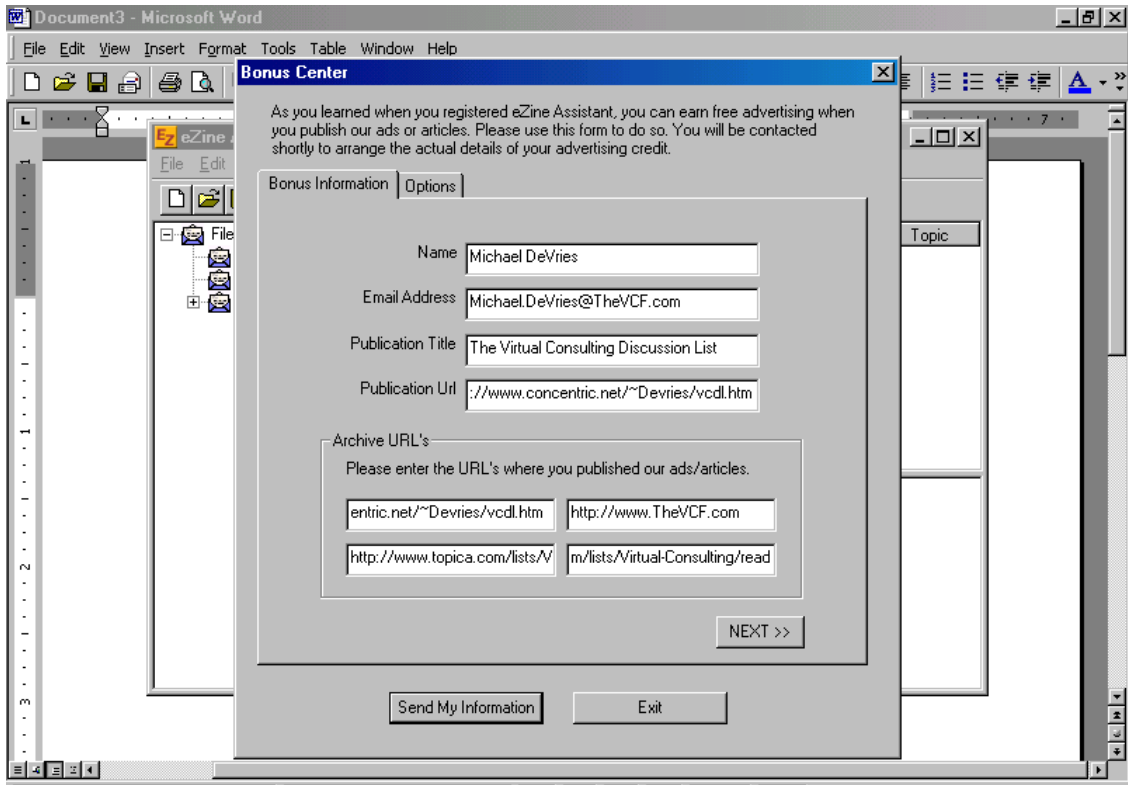 Document3 - Microsoft Word
File Edit View Insert Format Tools Table Window Help
Bonus Center
As you learned when you registered eZine Assistant, you can earn free advertising when
you publish our ads or articles. Please use this form to do so. You will be contacted
shortly to arrange the actual details of your advertising credit.
7
Ez eZine
File Edit
Bonus Information Options
File
Topic
Name Michael DeVries
Email Address Michael.DeVries@TheVCF.com
Publication Title The Virtual Consulting Discussion List
Publication Url ://www.concentric.net/~Devries/vcdl.htm
Archive URL's
Please enter the URL's where you published our ads/articles.
entric.net/~Devries/vcdl.htm http://www.TheVCF.com
http://www.topica.com/lists/V m/lists/Virtual-Consulting/read
NEXT >>
Send My Information Exit
1
2
3